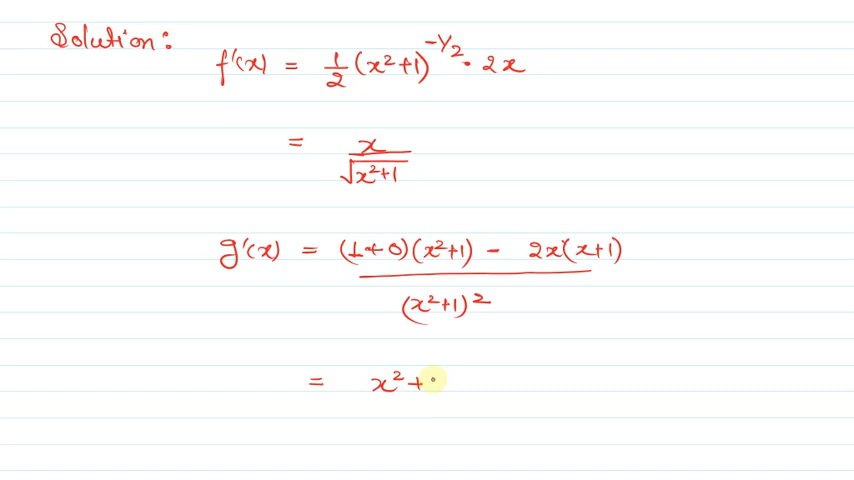 Solution:
f'(x) = 1/2 (x²+1)^(-1/2) · 2x
= x/√(x²+1)
g'(x) = ((1+0)(x²+1) - 2x(x+1))/(x²+1)²
= x²+